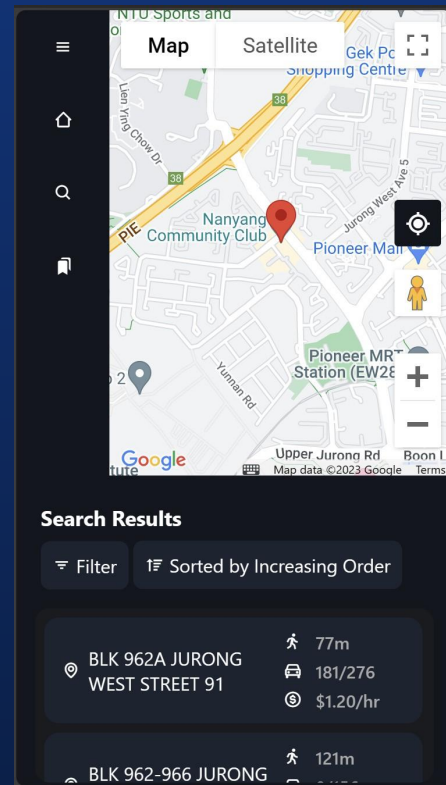 NTU Sports and
Map
Satellite
Gek Po
Shopping Centre
38
Lien Ying Chow Dr
38
Jurong West Ave 5
PIE
Nanyang
Community Club
Pioneer Mall
Pioneer MRT
Station (EW28
2
Yunnan Rd
Google
Upper Jurong Rd
Boon L
tute
Map data ©2023 Google
Terms
Search Results
Filter
Sorted by Increasing Order
BLK 962A JURONG
WEST STREET 91
77m
181/276
$1.20/hr
121m
BLK 962-966 JURONG